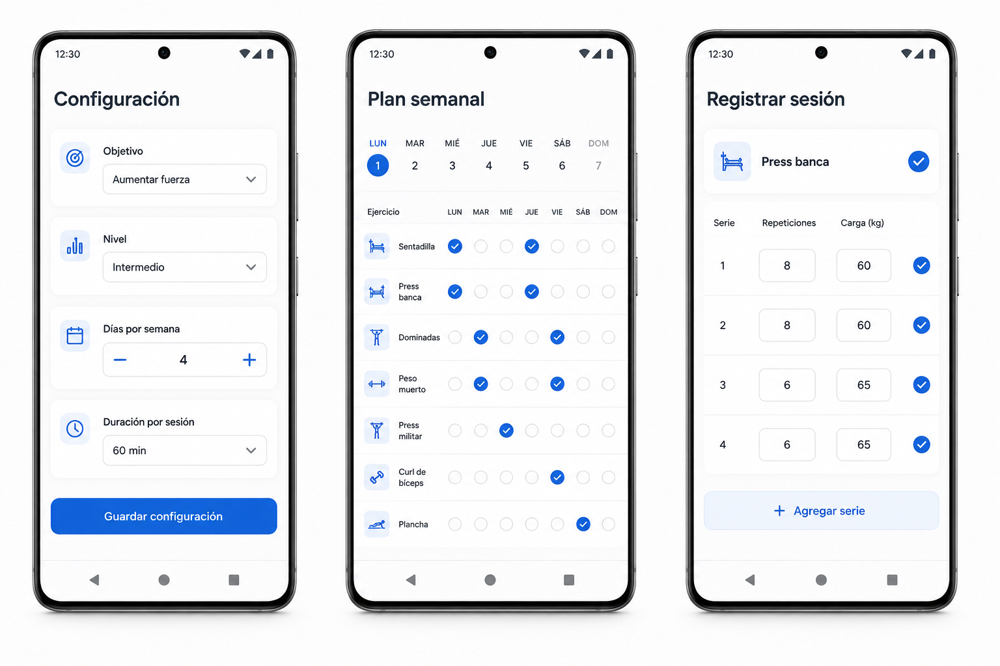 12:30
Configuración
Objetivo
Aumentar fuerza
Nivel
Intermedio
Días por semana
4
Duración por sesión
60 min
Guardar configuración
12:30
Plan semanal
LUN MAR MIÉ JUE VIE SÁB DOM
1 2 3 4 5 6 7
Ejercicio LUN MAR MIÉ JUE VIE SÁB DOM
Sentadilla
Press
banca
Dominadas
Peso
muerto
Press
militar
Curl de
bíceps
Plancha
12:30
Registrar sesión
Press banca
Serie Repeticiones Carga (kg)
1 8 60
2 8 60
3 6 65
4 6 65
+ Agregar serie